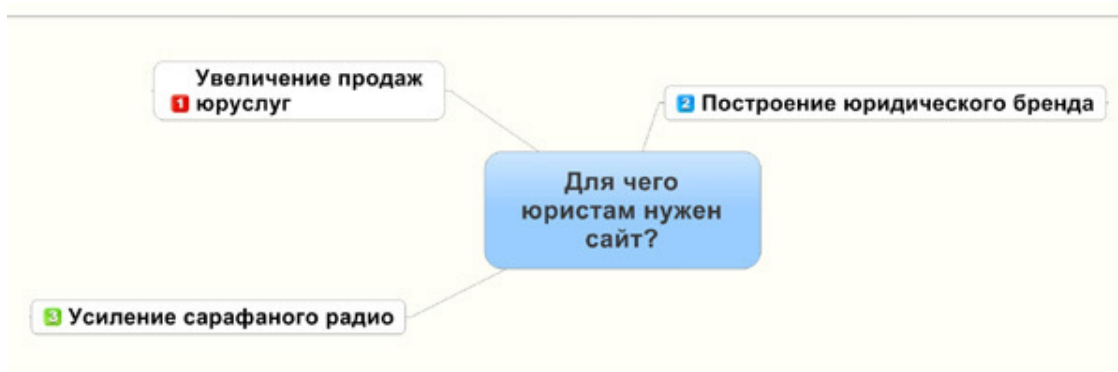 Увеличение продаж
1 юруслуг
2 Построение юридического бренда
Для чего
юристам нужен
сайт?
3 Усиление сарафаного радио